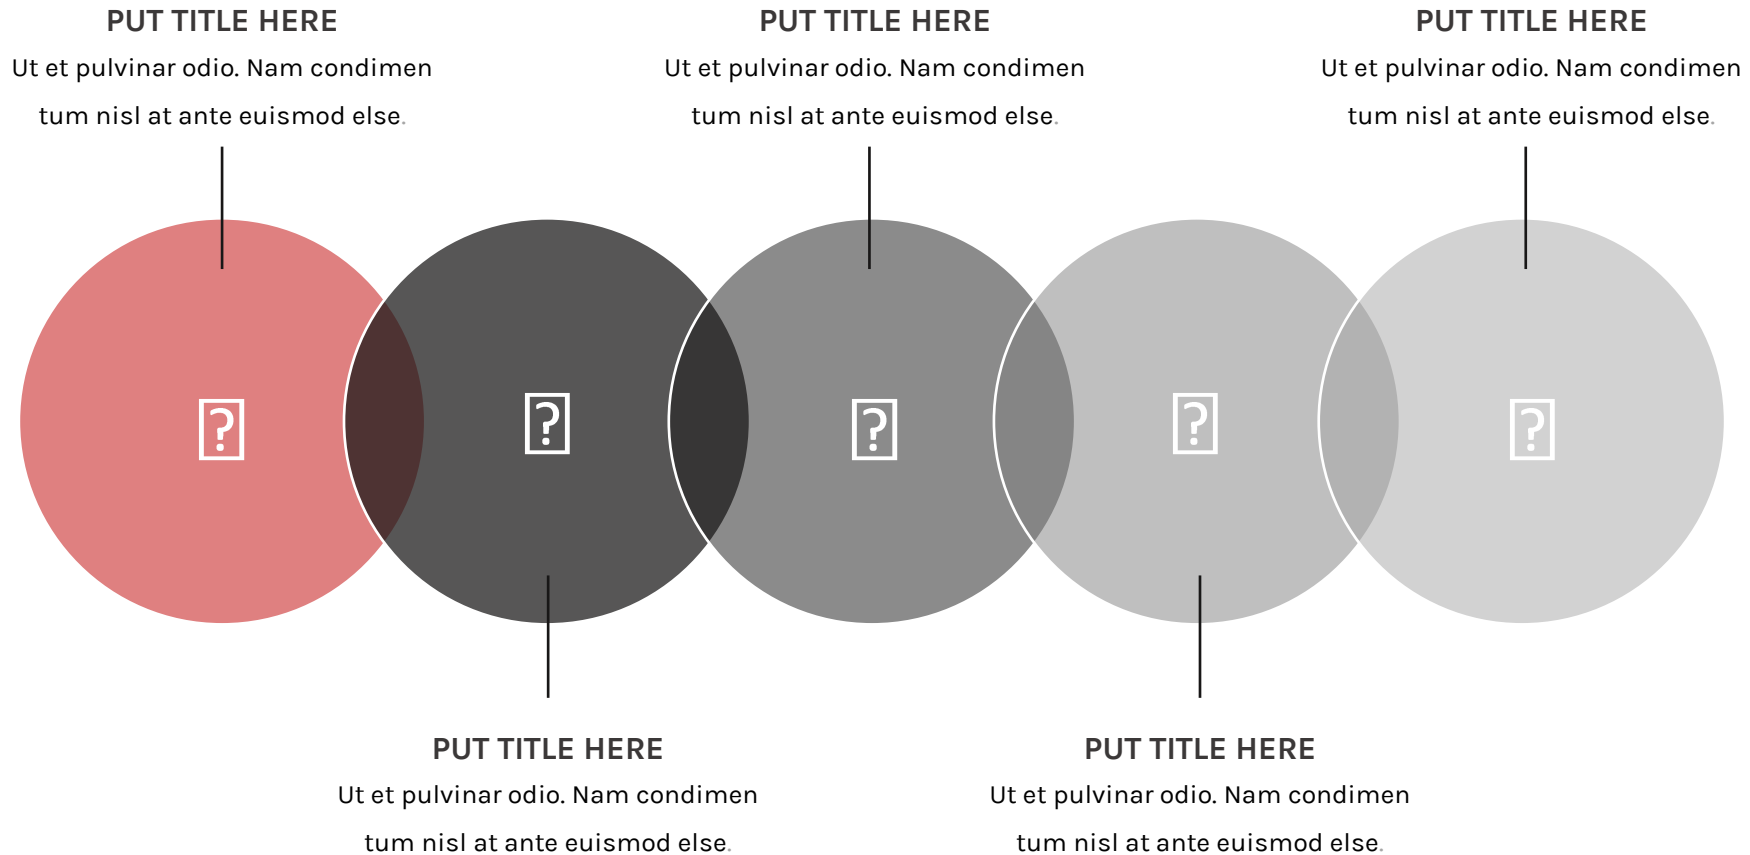 PUT TITLE HERE
Ut et pulvinar odio. Nam condimen
tum nisl at ante euismod else.
PUT TITLE HERE
Ut et pulvinar odio. Nam condimen
tum nisl at ante euismod else.
PUT TITLE HERE
Ut et pulvinar odio. Nam condimen
tum nisl at ante euismod else.
PUT TITLE HERE
Ut et pulvinar odio. Nam condimen
tum nisl at ante euismod else.
PUT TITLE HERE
Ut et pulvinar odio. Nam condimen
tum nisl at ante euismod else.